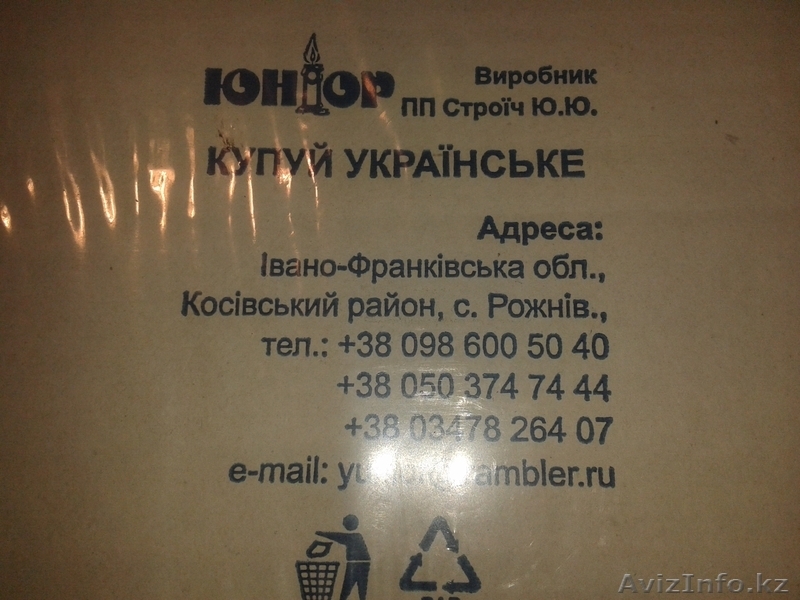 ЮНІОР
Виробник
ПП Строїч Ю.Ю.
КУПУЙ УКРАЇНСЬКЕ
Адреса:
Івано-Франківська обл.,
Косівський район, с. Рожнів.,
тел.: +38 098 600 50 40
+38 050 374 74 44
+38 03478 264 07
e-mail:
AvizInfo.kz